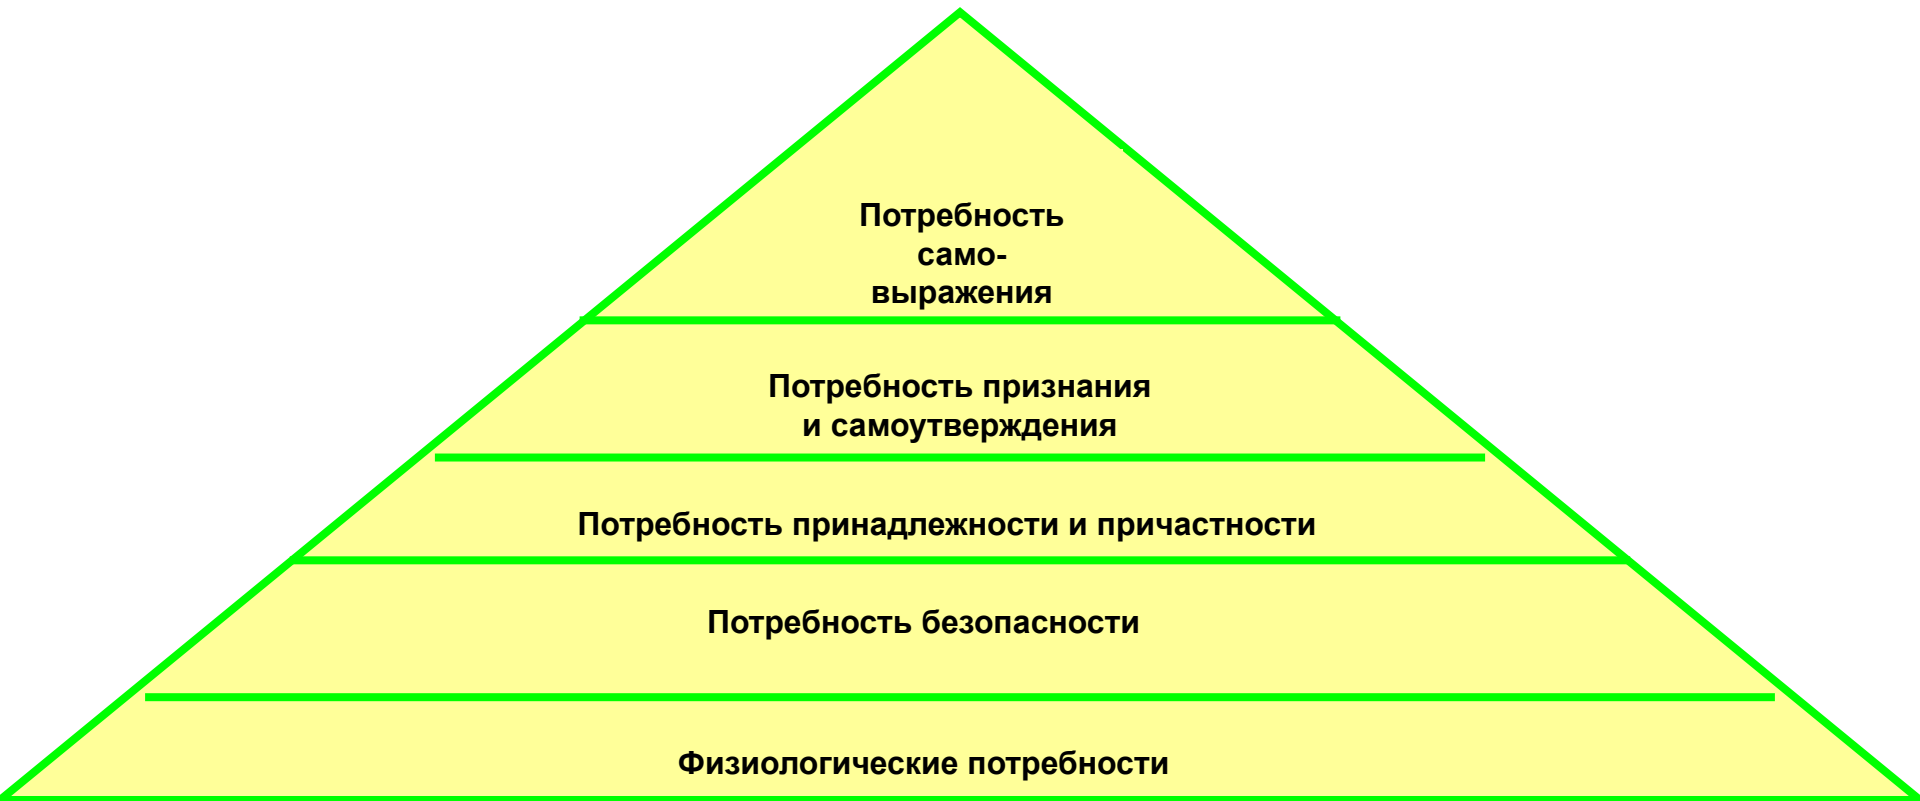 Потребность
само-
выражения
Потребность признания
и самоутверждения
Потребность принадлежности и причастности
Потребность безопасности
Физиологические потребности